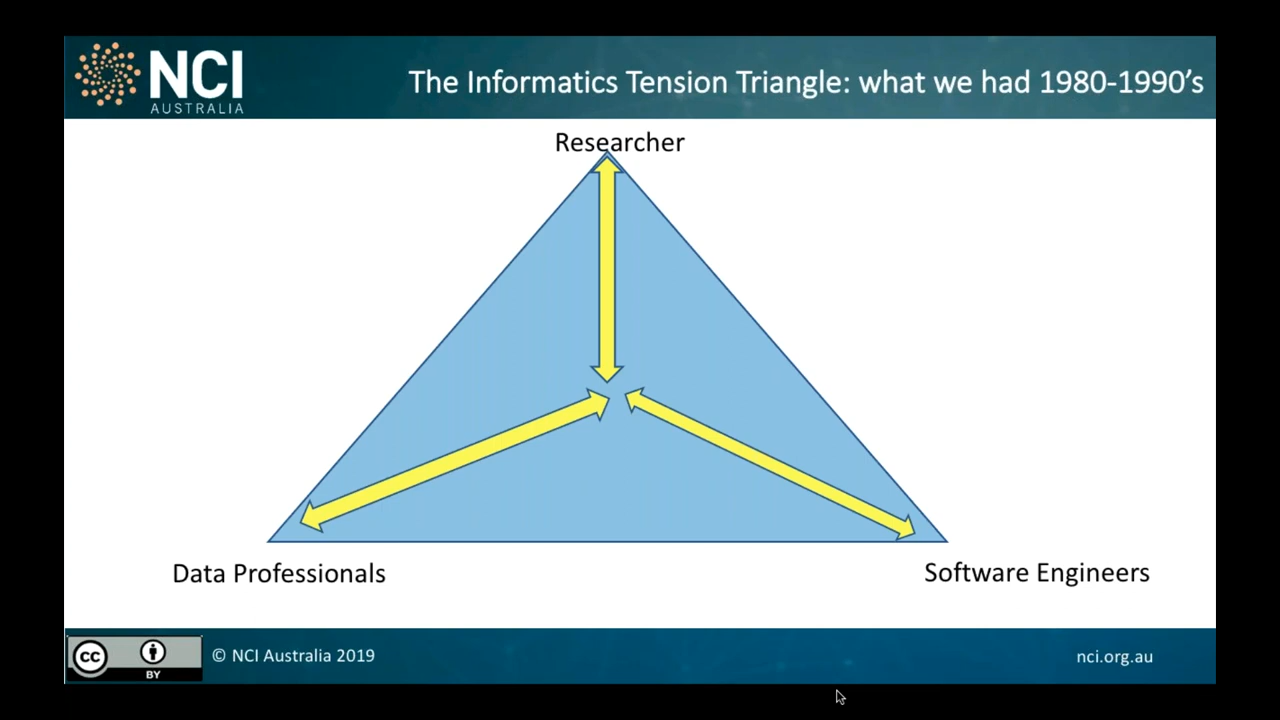 NCI
AUSTRALIA
The Informatics Tension Triangle: what we had 1980-1990's
Researcher
Data Professionals
Software Engineers
cc
BY
© NCI Australia 2019
nci.org.au